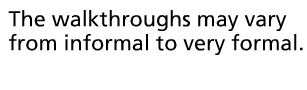 The walkthroughs may vary
from informal to very formal.